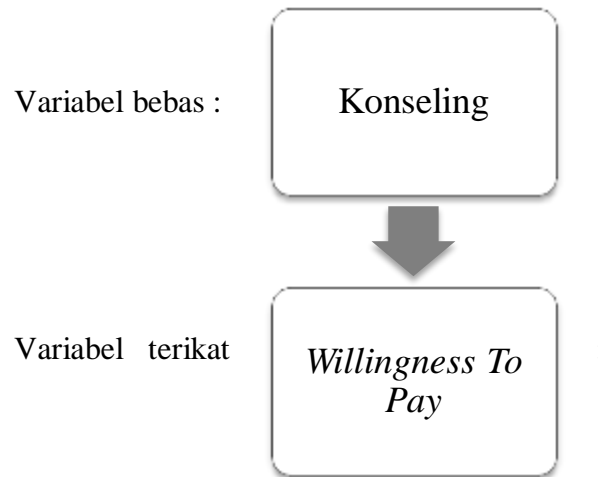 Variabel bebas :
Konseling
Variabel terikat
Willingness To
Pay